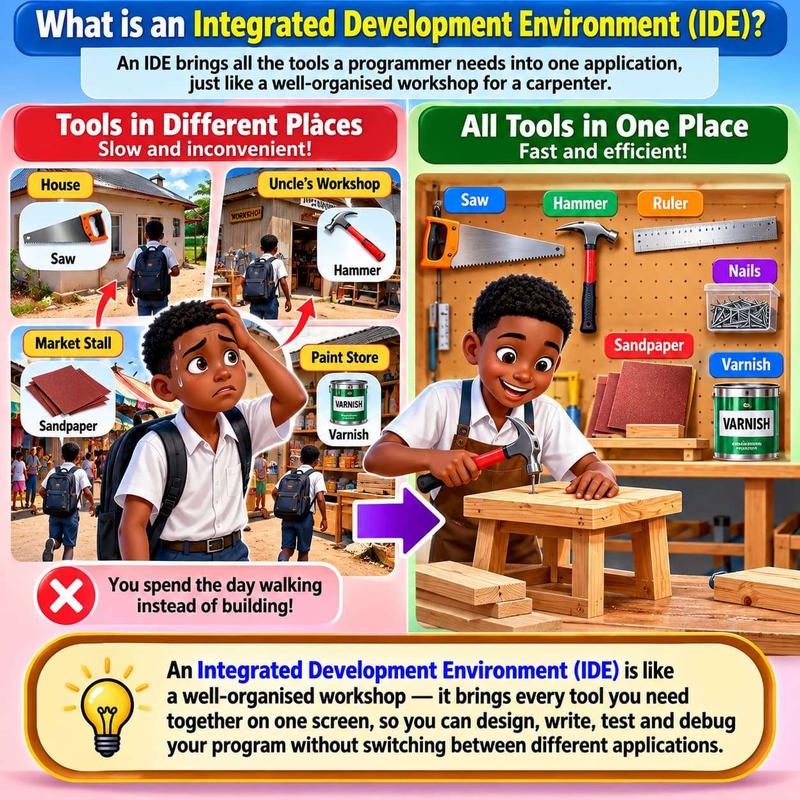 What is an Integrated Development Environment (IDE)?
An IDE brings all the tools a programmer needs into one application,
just like a well-organised workshop for a carpenter.
Tools in Different Places
Slow and inconvenient!
House
Saw
Uncle's Workshop
WORKSHOP
Hammer
Market Stall
Sandpaper
Paint Store
VARNISH
Varnish
You spend the day walking
instead of building!
All Tools in One Place
Fast and efficient!
Saw
Hammer
Ruler
Nails
Sandpaper
Varnish
VARNISH
An Integrated Development Environment (IDE) is like
a well-organised workshop — it brings every tool you need
together on one screen, so you can design, write, test and debug
your program without switching between different applications.